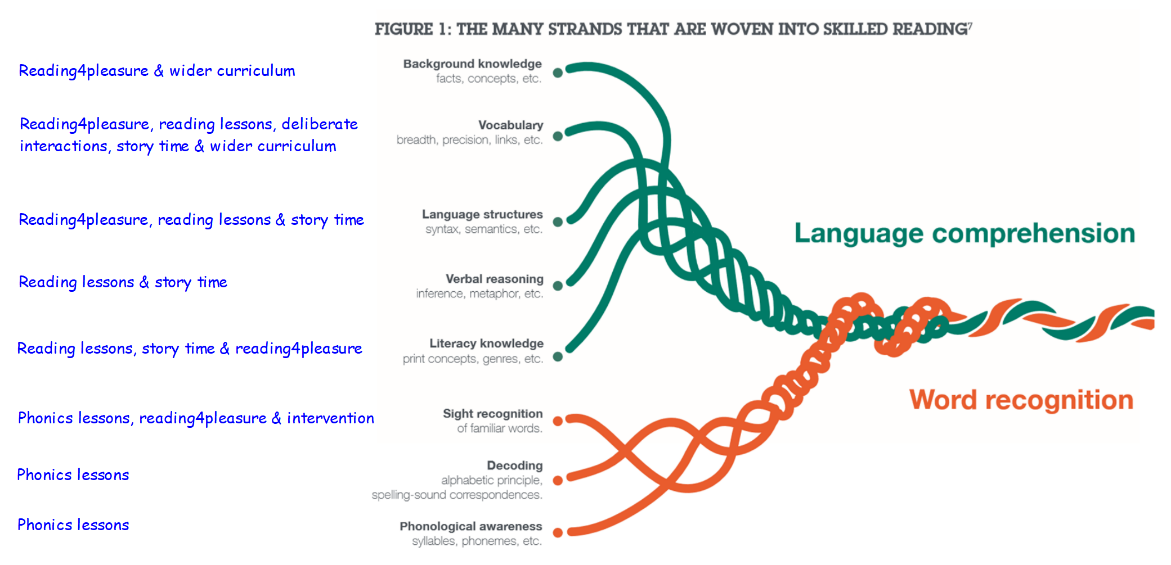 FIGURE 1: THE MANY STRANDS THAT ARE WOVEN INTO SKILLED READING⁷
Reading4pleasure & wider curriculum
Background knowledge
facts, concepts, etc.
Reading4pleasure, reading lessons, deliberate
interactions, story time & wider curriculum
Vocabulary
breadth, precision, links, etc.
Reading4pleasure, reading lessons & story time
Language structures
syntax, semantics, etc.
Language comprehension
Reading lessons & story time
Verbal reasoning
inference, metaphor, etc.
Reading lessons, story time & reading4pleasure
Literacy knowledge
print concepts, genres, etc.
Word recognition
Phonics lessons, reading4pleasure & intervention
Sight recognition
of familiar words.
Phonics lessons
Decoding
alphabetic principle,
spelling-sound correspondences.
Phonics lessons
Phonological awareness
syllables, phonemes, etc.